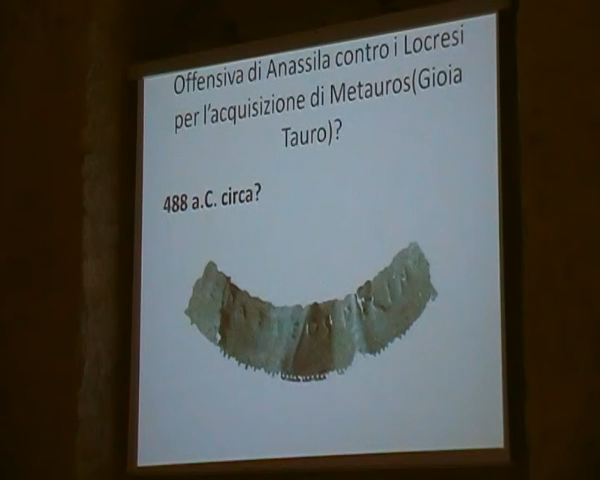 Offensiva di Anassila contro i Locresi
per l'acquisizione di Metauros(Gioia
Tauro)?
488 a.C. circa?